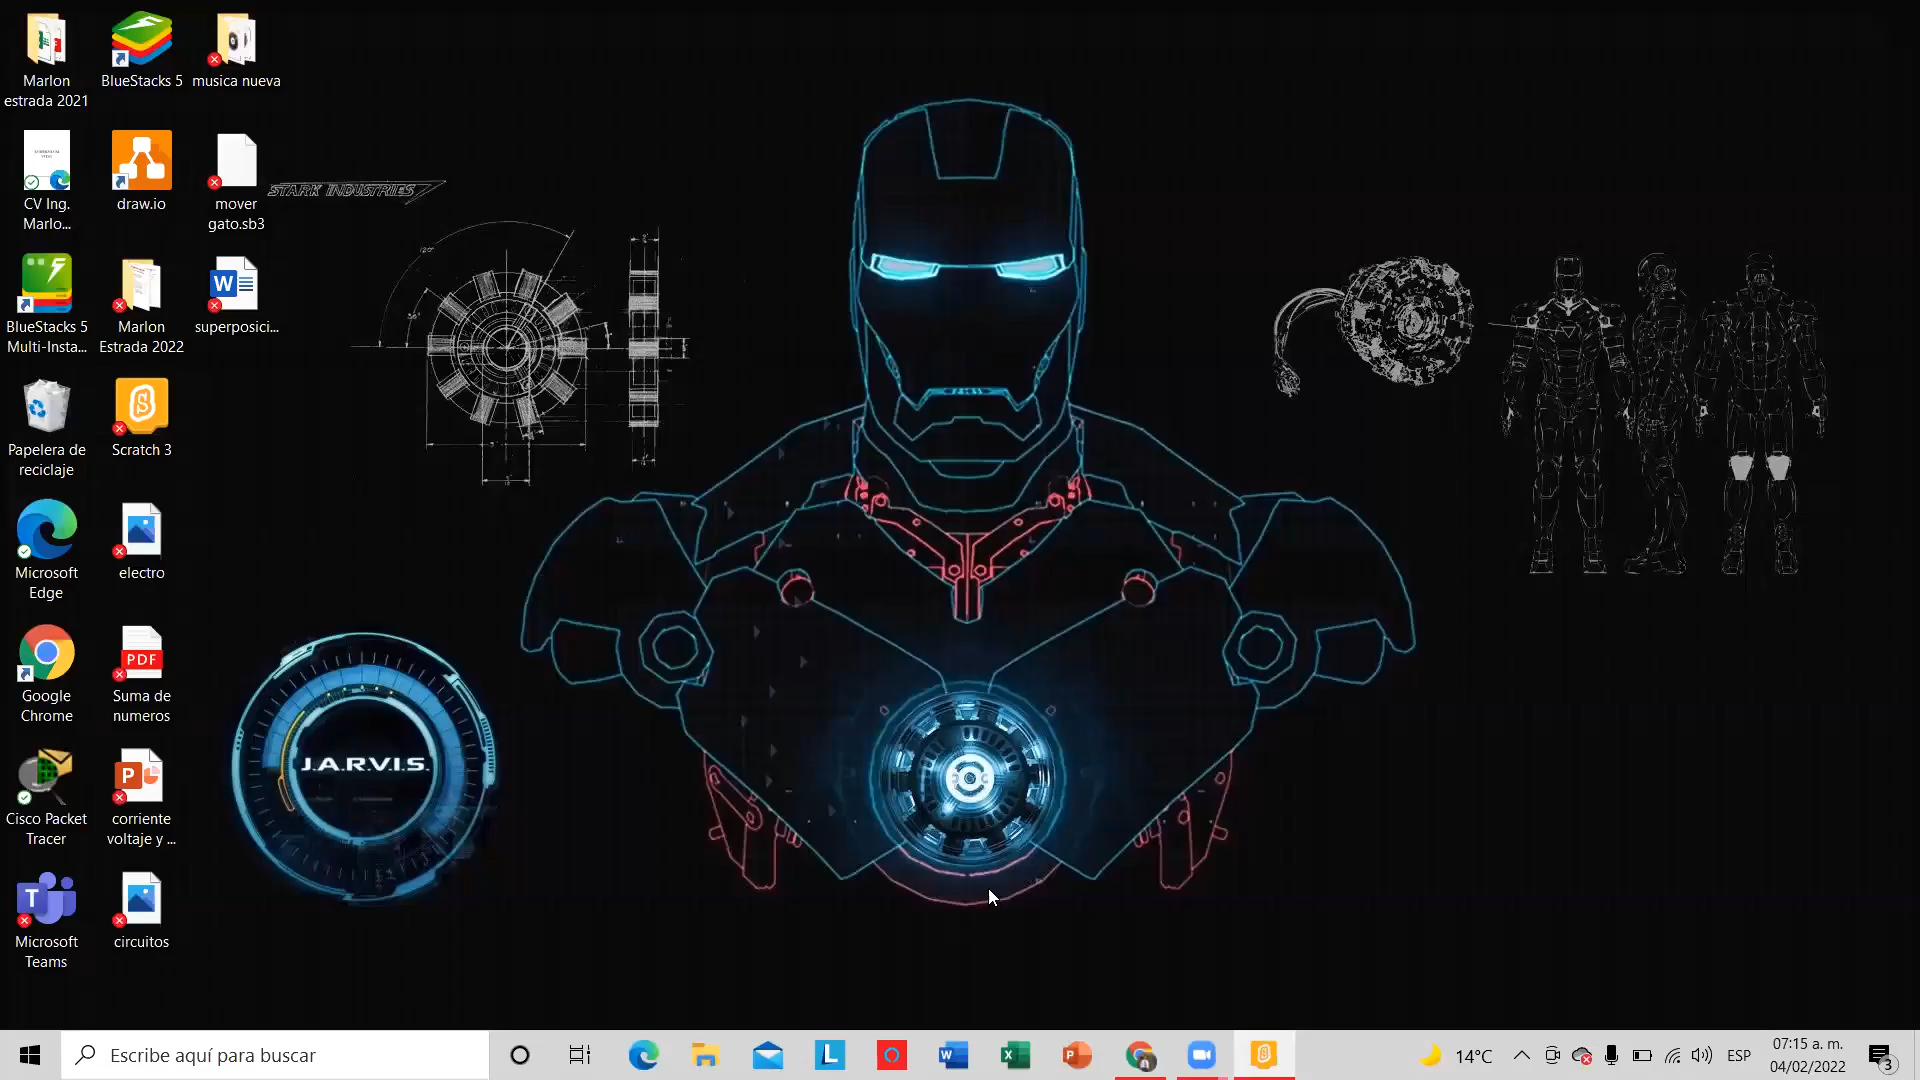 Marlon
estrada 2021
BlueStacks 5
musica nueva
CV Ing.
Marlo...
draw.io
mover
gato.sb3
STARK INDUSTRIES
BlueStacks 5
Multi-Insta...
Marlon
Estrada 2022
superposici...
Papelera de
reciclaje
Scratch 3
Microsoft
Edge
electro
Google
Chrome
PDF
Suma de
numeros
J.A.R.V.I.S.
Cisco Packet
Tracer
corriente
voltaje y ...
Microsoft
Teams
circuitos
Escribe aquí para buscar
14°C
ESP
07:15 a. m.
04/02/2022
3